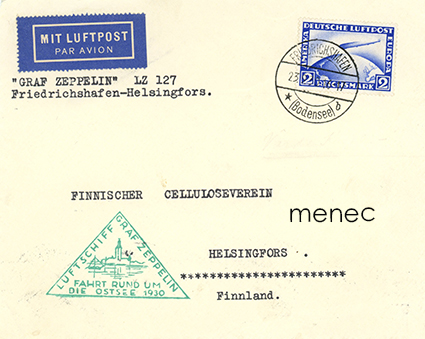 MIT LUFTPOST
PAR AVION
"GRAF ZEPPELIN" LZ 127
Friedrichshafen-Helsingfors.
DEUTSCHE LUFTPOST
EUROPA
AMERIKA
2 REICHSMARK 2
FRIEDRICHSHAFEN
(Bodensee) d
FINNISCHER CELLULOSEVEREIN
menec
HELSINGFORS .
********************
Finnland.
LUFTSCHIFF GRAF ZEPPELIN
FAHRT RUND UM
DIE OSTSEE 1930